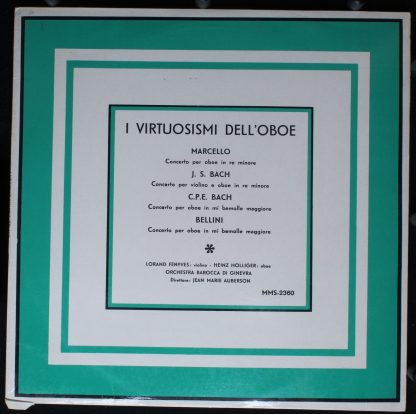 I VIRTUOSISMI DELL'OBOE
MARCELLO
Concerto per oboe in re minore
J. S. BACH
Concerto per violino e oboe in re minore
C.P.E. BACH
Concerto per oboe in mi bemolle maggiore
BELLINI
Concerto per oboe in mi bemolle maggiore
*
LORAND FENYVES: violino - HEINZ HOLLIGER: oboe
ORCHESTRA BAROCCA DI GINEVRA
Direttore: JEAN MARIE AUBERSON
MMS-2360